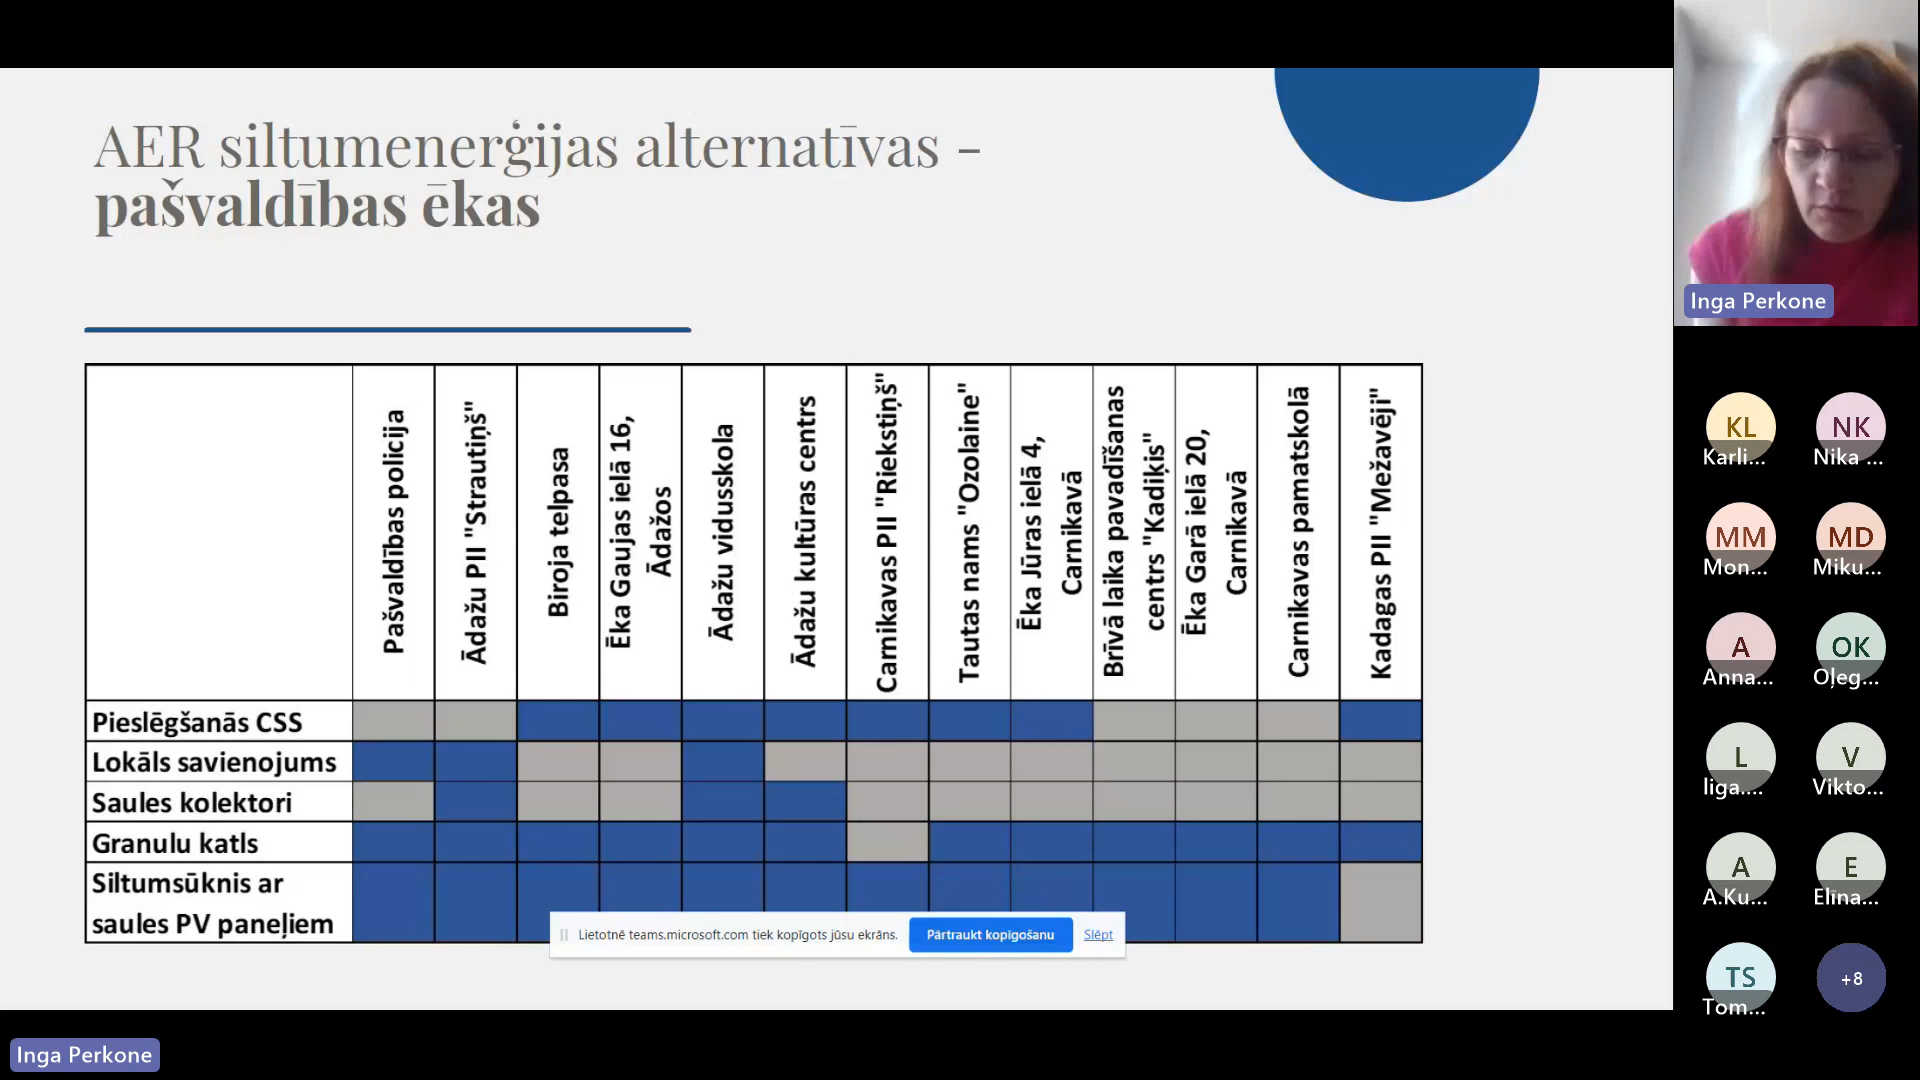 AER siltumenerģijas alternatīvas -
pašvaldības ēkas
Pašvaldības policija
Ādažu PII "Strautiņš"
Biroja telpasa
Ēka Gaujas ielā 16,
Ādažos
Ādažu vidusskola
Ādažu kultūras centrs
Carnikavas PII "Riekstiņš"
Tautas nams "Ozolaine"
Ēka Jūras ielā 4,
Carnikavā
Brīvā laika pavadīšanas
centrs "Kadiķis"
Ēka Garā ielā 20,
Carnikavā
Carnikavas pamatskolā
Kadagas PII "Mežavēji"
Pieslēgšanās CSS
Lokāls savienojums
Saules kolektori
Granulu katls
Siltumsūknis ar
saules PV paneļiem
Lietotnē teams.microsoft.com tiek kopīgots jūsu ekrāns.
Pārtraukt kopīgošanu
Slēpt
Inga Perkone
KL
Karli...
NK
Nika ...
MM
Mon...
MD
Miku...
A
Anna...
OK
Oļeg...
L
liga....
V
Vikto...
A
A.Ku...
E
Elīna...
TS
Tom...
+8
Inga Perkone